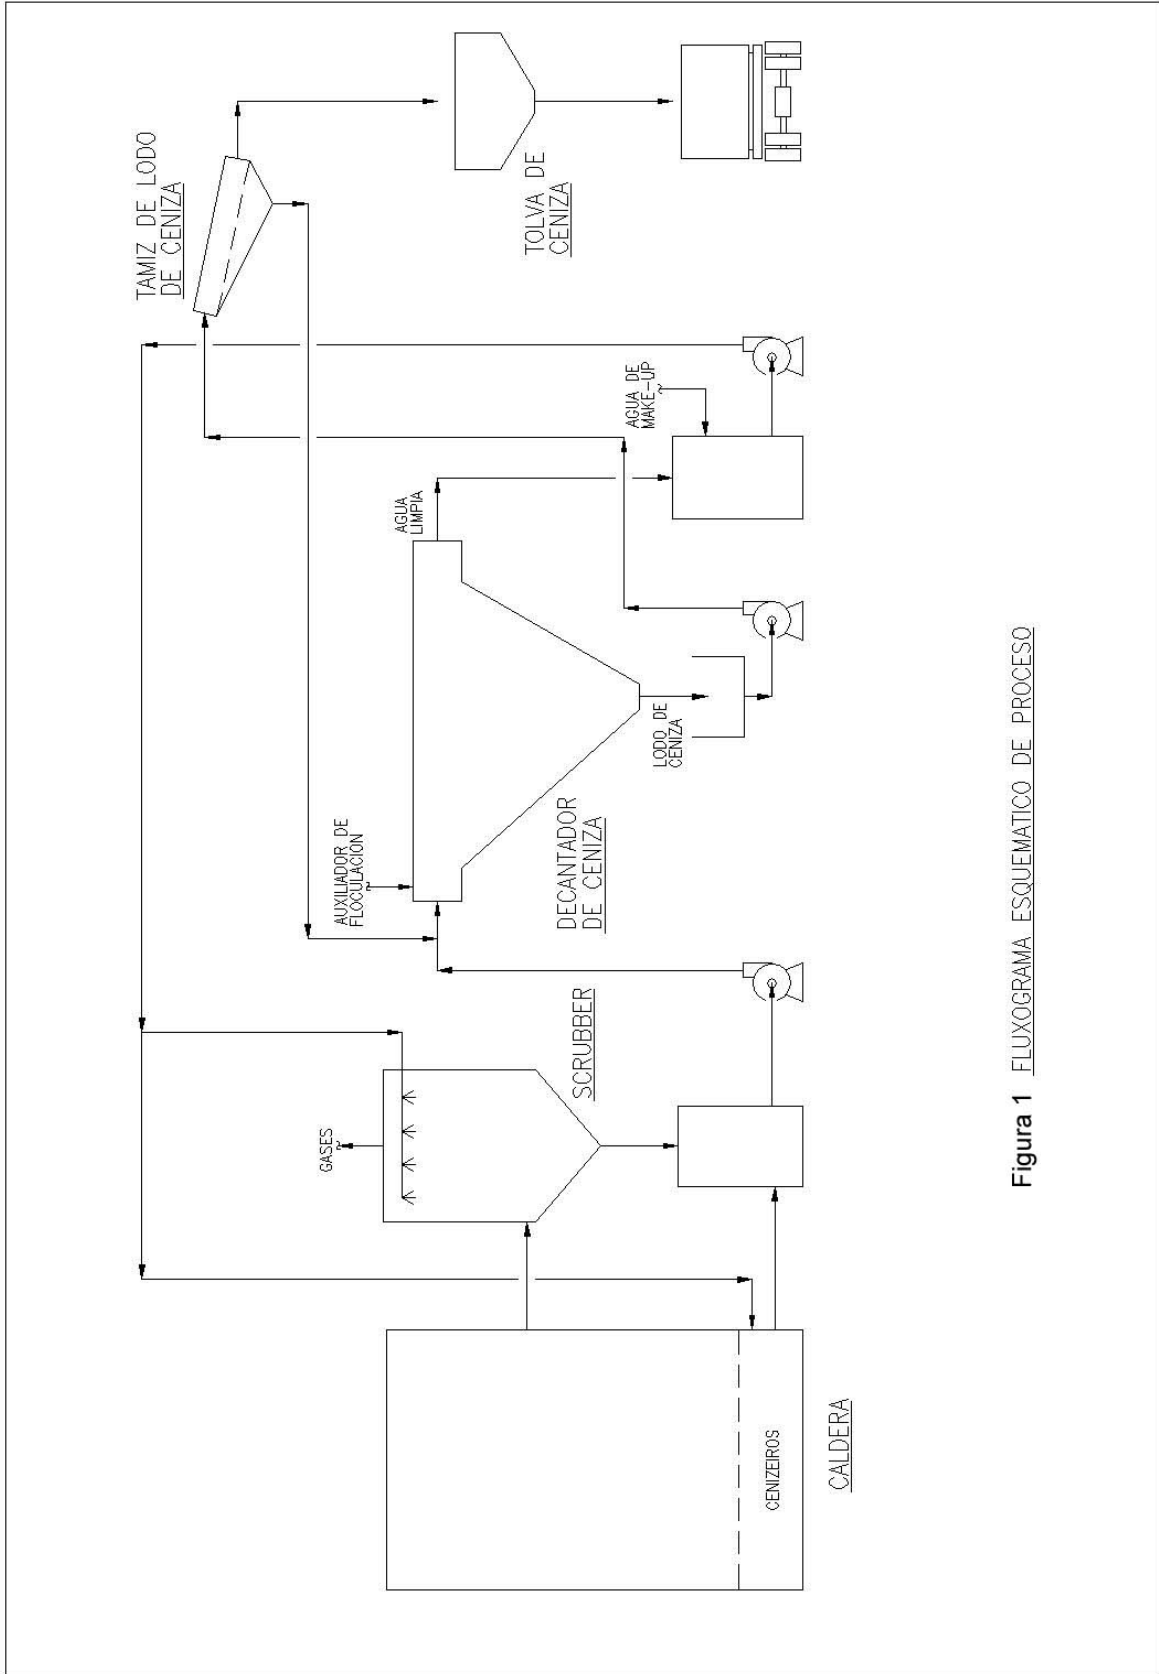 TAMIZ DE LODO
DE CENIZA
GASES
AUXILIADOR DE
FLOCULACION
AGUA
LIMPIA
SCRUBBER
DECANTADOR
DE CENIZA
LODO DE
CENIZA
AGUA DE
MAKE-UP
TOLVA DE
CENIZA
CENIZEIROS
CALDERA
Figura 1 FLUXOGRAMA ESQUEMATICO DE PROCESO